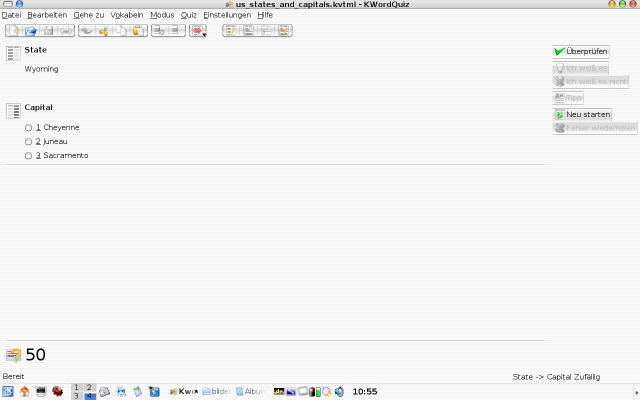 us_states_and_capitals.kvtml - KWordQuiz
Datei Bearbeiten Gehe zu Vokabeln Modus Quiz Einstellungen Hilfe
State
Wyoming
Capital
1 Cheyenne
2 Juneau
3 Sacramento
Überprüfen
Ich weiß es
Ich weiß es nicht
Tipp
Neu starten
Fehler wiederholen
50
Bereit
State -> Capital Zufällig
1 2
3 4
Kw bilder Album
10:55